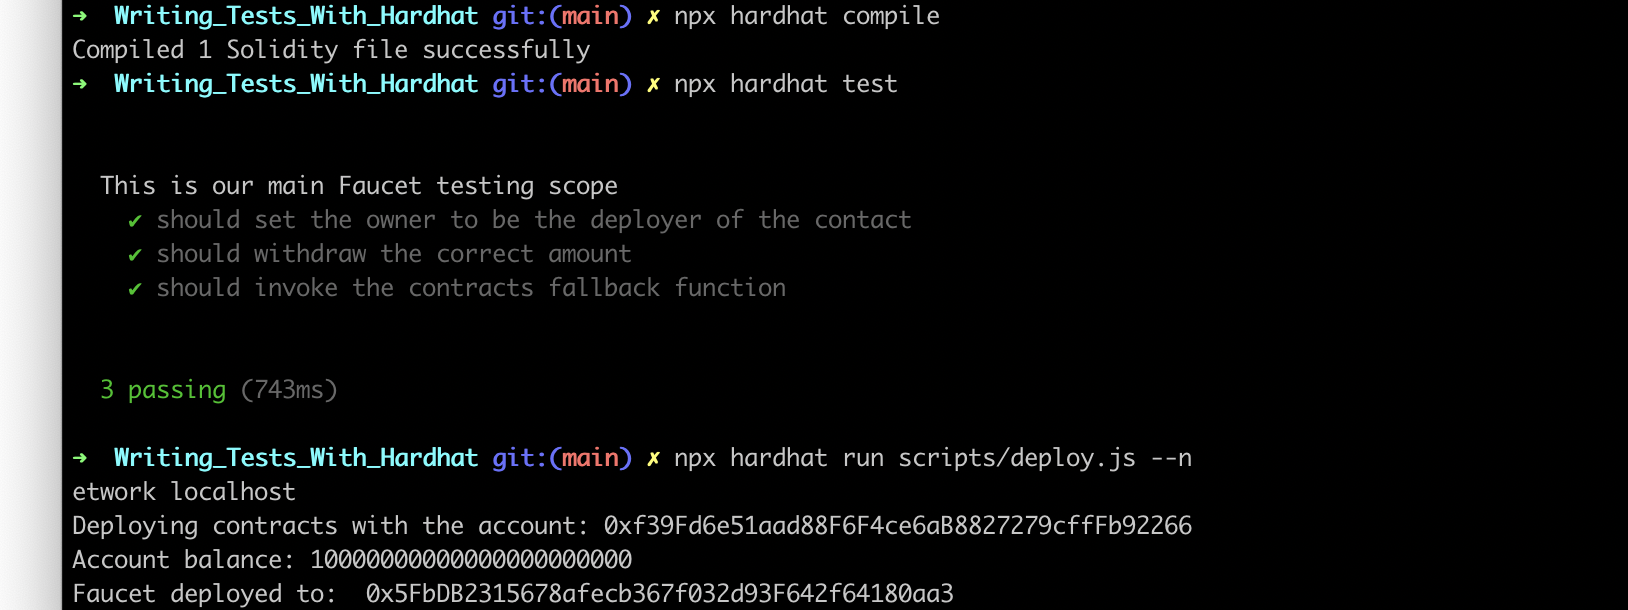 ➜  Writing_Tests_With_Hardhat git:(main) ✗ npx hardhat compile
Compiled 1 Solidity file successfully
➜  Writing_Tests_With_Hardhat git:(main) ✗ npx hardhat test
This is our main Faucet testing scope
✔ should set the owner to be the deployer of the contact
✔ should withdraw the correct amount
✔ should invoke the contracts fallback function
3 passing (743ms)
➜  Writing_Tests_With_Hardhat git:(main) ✗ npx hardhat run scripts/deploy.js --n
etwork localhost
Deploying contracts with the account: 0xf39Fd6e51aad88F6F4ce6aB8827279cffFb92266
Account balance: 10000000000000000000000
Faucet deployed to:  0x5FbDB2315678afecb367f032d93F642f64180aa3